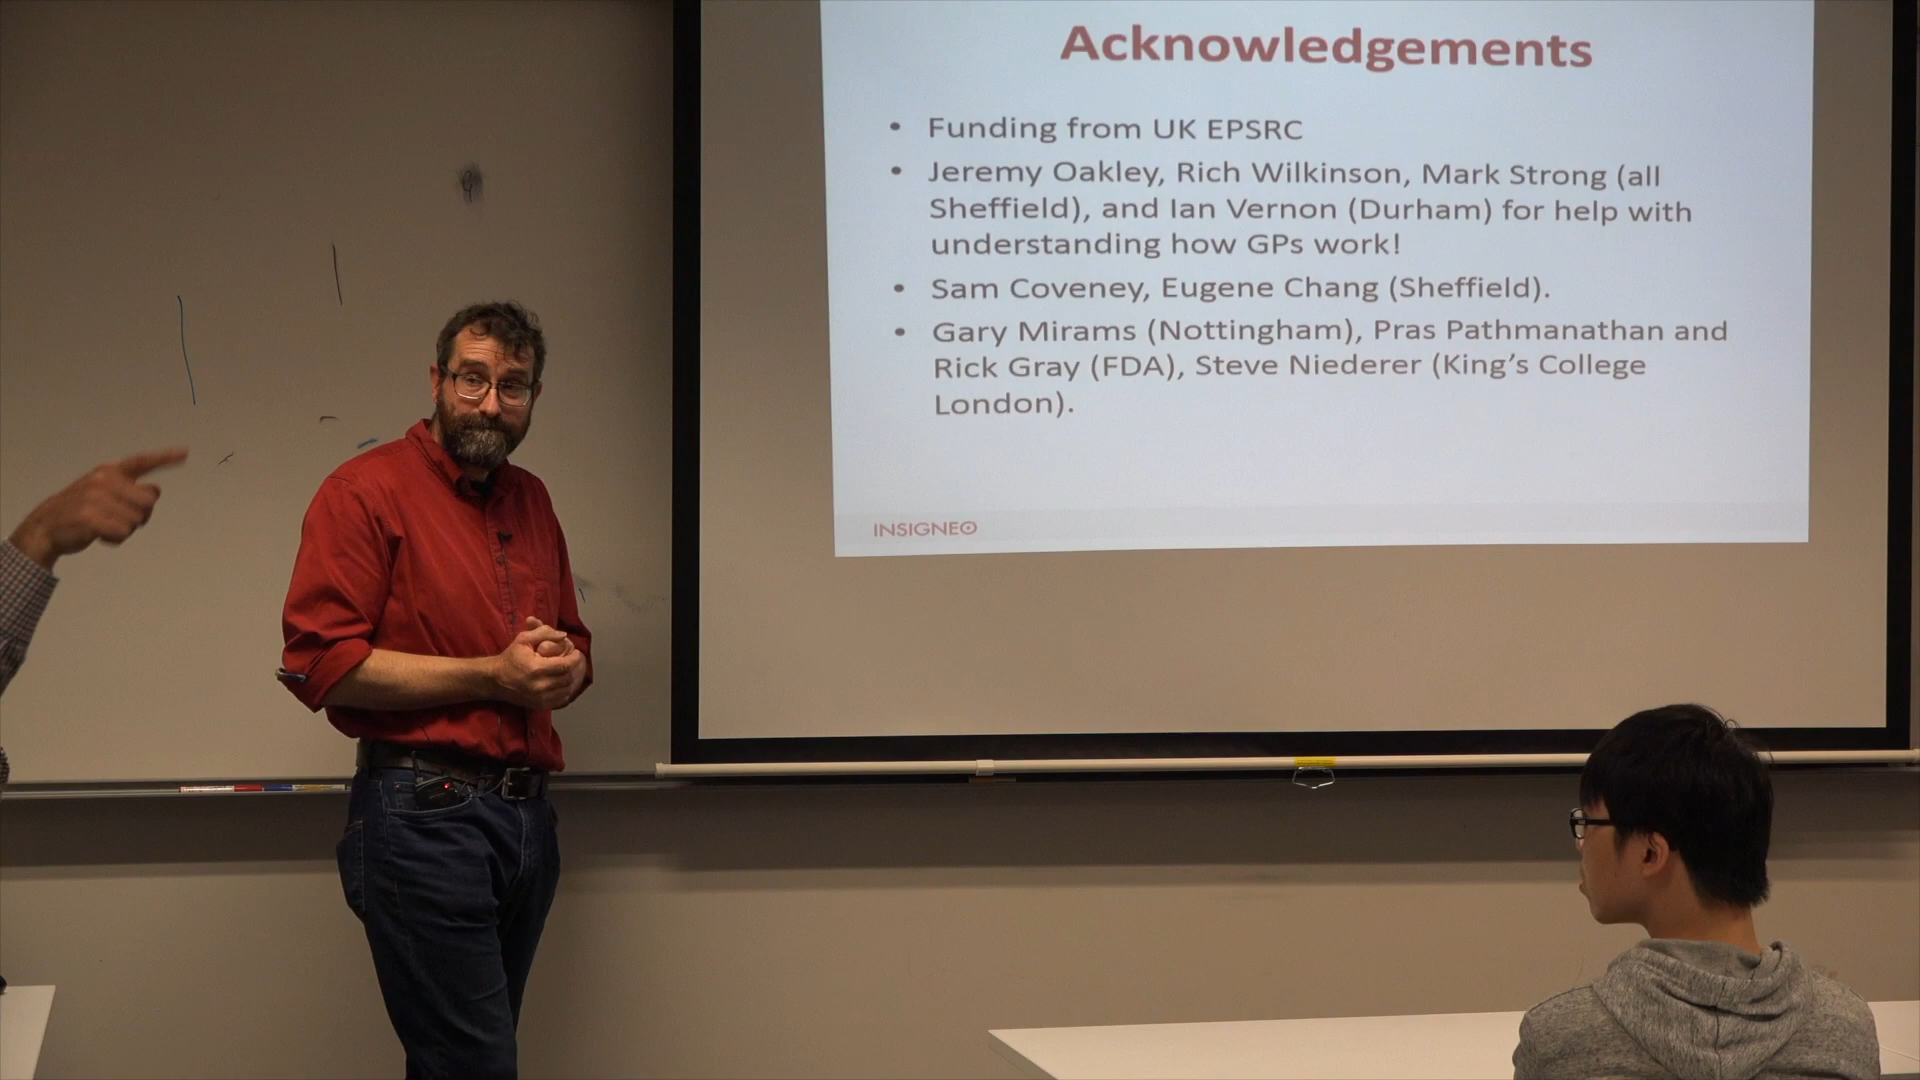 Acknowledgements
• Funding from UK EPSRC
• Jeremy Oakley, Rich Wilkinson, Mark Strong (all
Sheffield), and Ian Vernon (Durham) for help with
understanding how GPs work!
• Sam Coveney, Eugene Chang (Sheffield).
• Gary Mirams (Nottingham), Pras Pathmanathan and
Rick Gray (FDA), Steve Niederer (King's College
London).
INSIGNEO